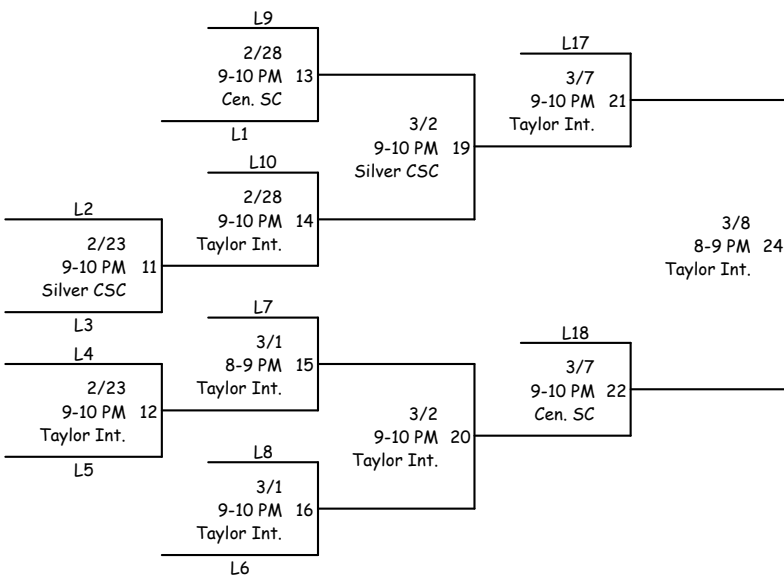 L9
2/28
9-10 PM 13
Cen. SC
L1
L10
2/28
9-10 PM 14
Taylor Int.
L2
2/23
9-10 PM 11
Silver CSC
L3
L4
2/23
9-10 PM 12
Taylor Int.
L5
L7
3/1
8-9 PM 15
Taylor Int.
L8
3/1
9-10 PM 16
Taylor Int.
L6
3/2
9-10 PM 19
Silver CSC
3/2
9-10 PM 20
Taylor Int.
L17
3/7
9-10 PM 21
Taylor Int.
L18
3/7
9-10 PM 22
Cen. SC
3/8
8-9 PM 24
Taylor Int.